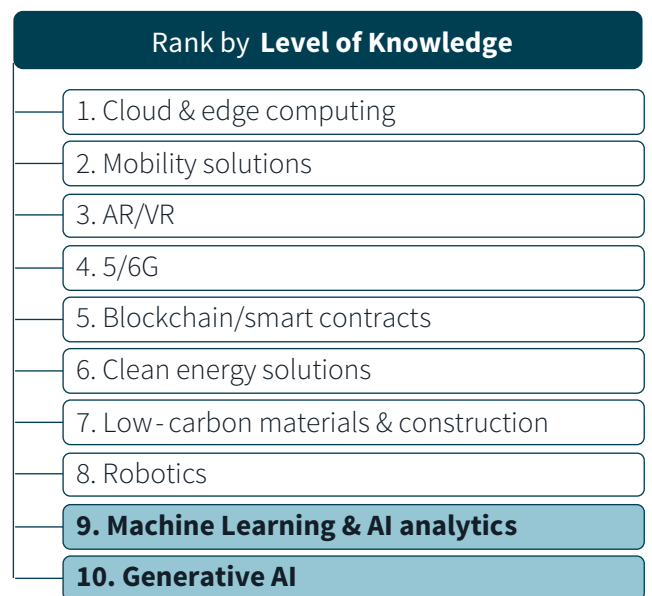 Rank by Level of Knowledge
1. Cloud & edge computing
2. Mobility solutions
3. AR/VR
4. 5/6G
5. Blockchain/smart contracts
6. Clean energy solutions
7. Low-carbon materials & construction
8. Robotics
9. Machine Learning & AI analytics
10. Generative AI